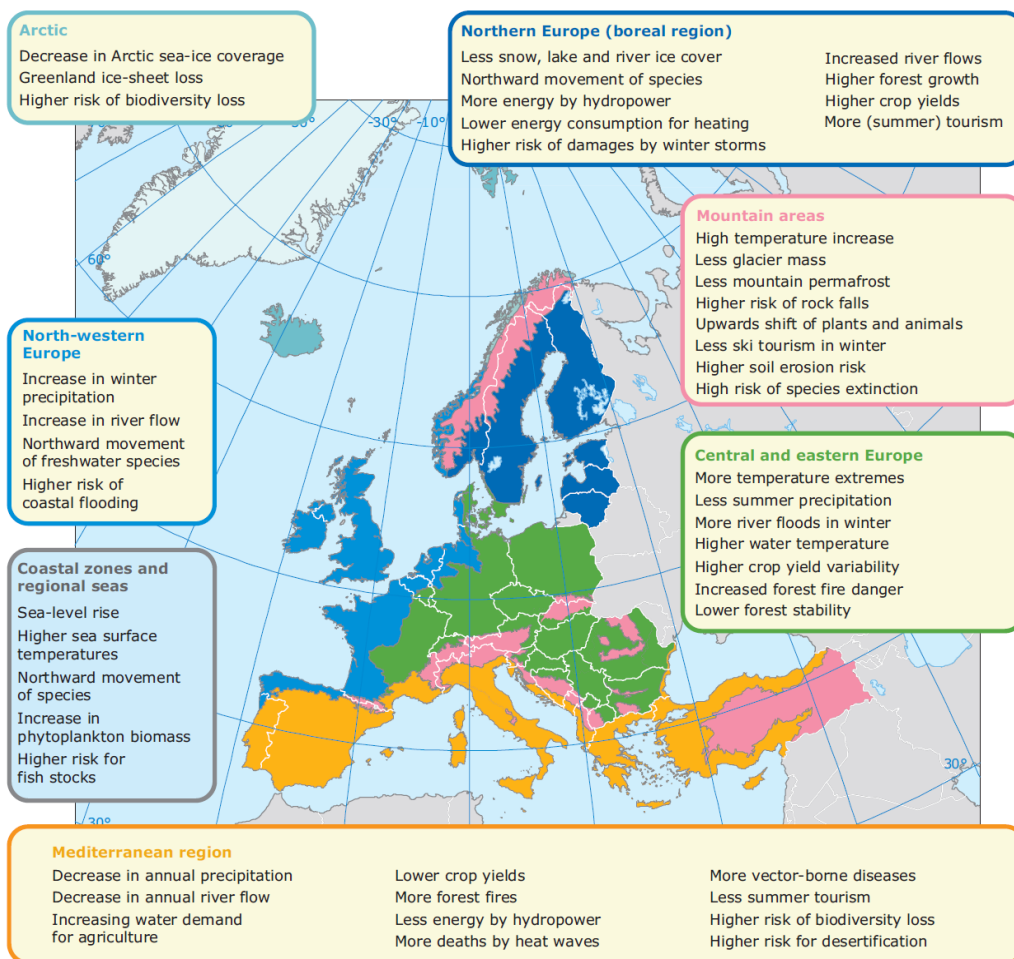 Arctic
Decrease in Arctic sea-ice coverage
Greenland ice-sheet loss
Higher risk of biodiversity loss
Northern Europe (boreal region)
Less snow, lake and river ice cover
Northward movement of species
More energy by hydropower
Lower energy consumption for heating
Higher risk of damages by winter storms
Increased river flows
Higher forest growth
Higher crop yields
More (summer) tourism
-30°
-10°
60°
Mountain areas
High temperature increase
Less glacier mass
Less mountain permafrost
Higher risk of rock falls
Upwards shift of plants and animals
Less ski tourism in winter
Higher soil erosion risk
High risk of species extinction
North-western
Europe
Increase in winter
precipitation
Increase in river flow
Northward movement
of freshwater species
Higher risk of
coastal flooding
Central and eastern Europe
More temperature extremes
Less summer precipitation
More river floods in winter
Higher water temperature
Higher crop yield variability
Increased forest fire danger
Lower forest stability
Coastal zones and
regional seas
Sea-level rise
Higher sea surface
temperatures
Northward movement
of species
Increase in
phytoplankton biomass
Higher risk for
fish stocks
30°
30°
Mediterranean region
Decrease in annual precipitation
Decrease in annual river flow
Increasing water demand
for agriculture
Lower crop yields
More forest fires
Less energy by hydropower
More deaths by heat waves
More vector-borne diseases
Less summer tourism
Higher risk of biodiversity loss
Higher risk for desertification